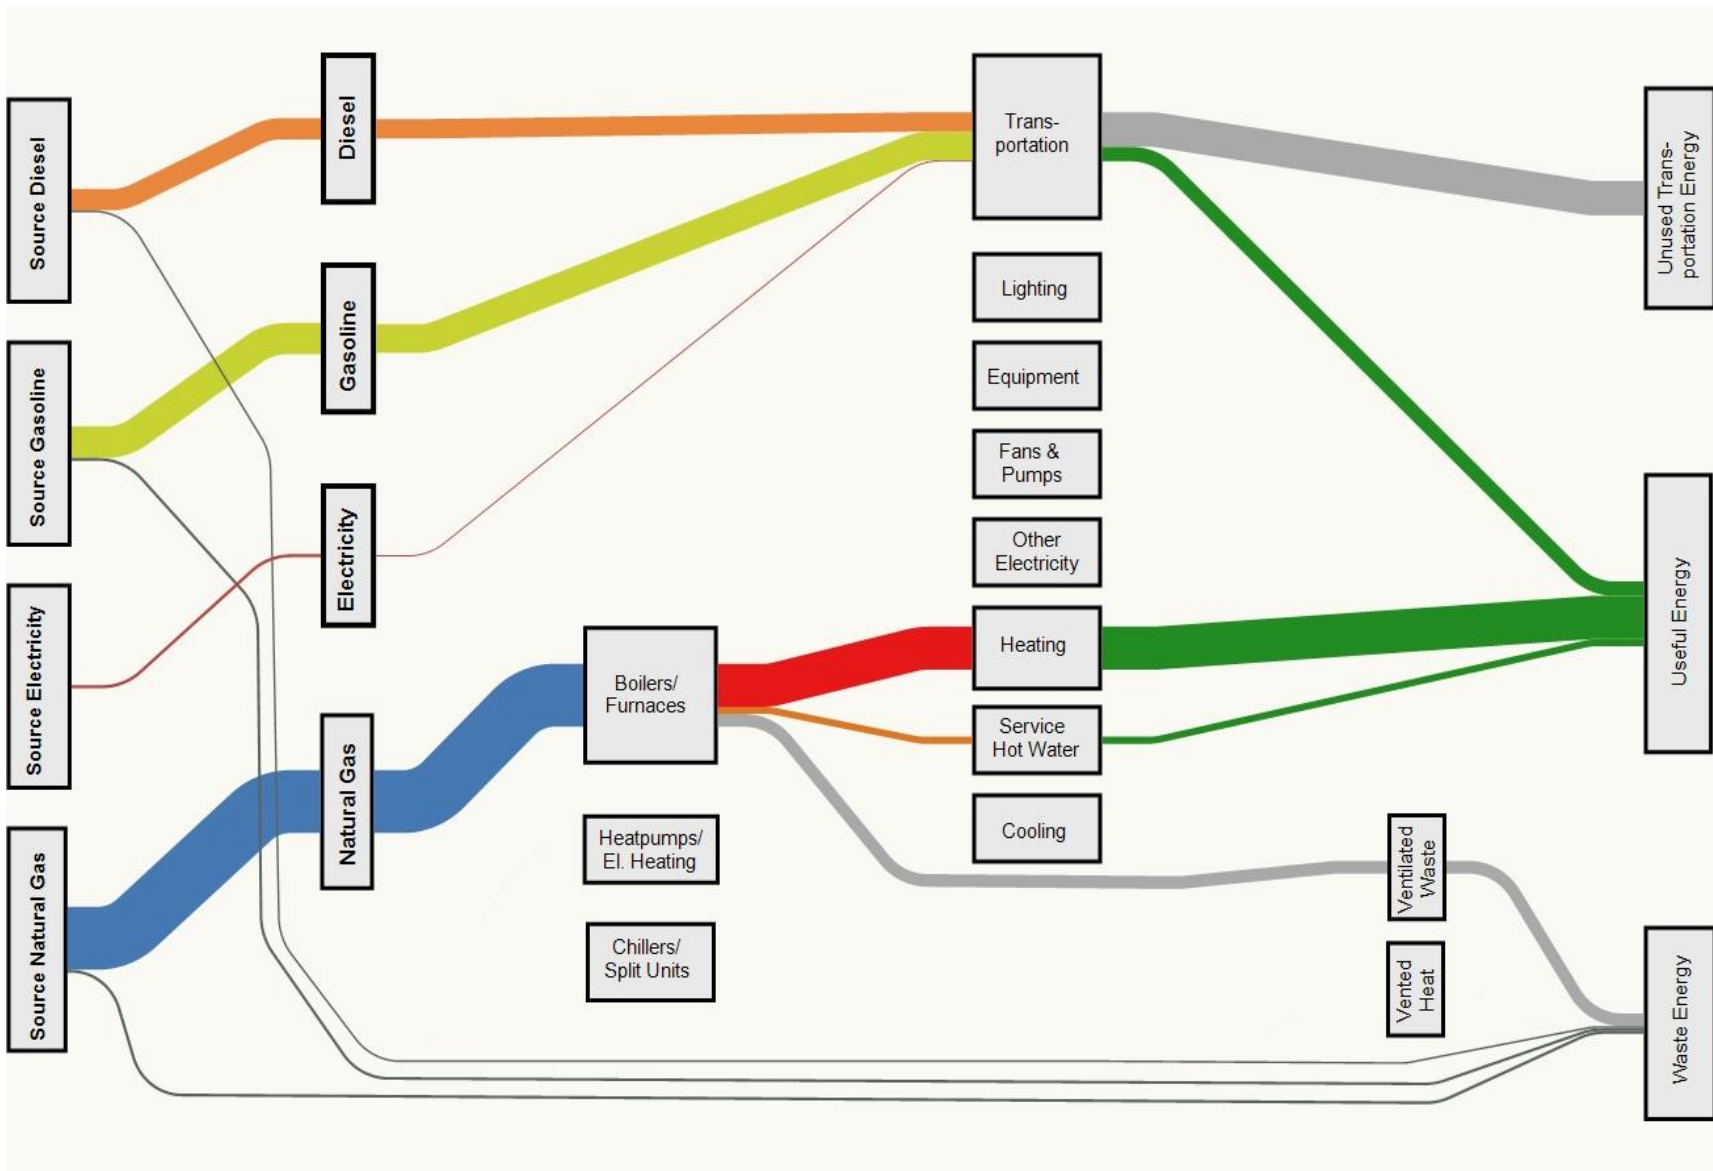 Source Diesel
Source Gasoline
Source Electricity
Source Natural Gas
Diesel
Gasoline
Electricity
Natural Gas
Boilers/
Furnaces
Heatpumps/
El. Heating
Chillers/
Split Units
Trans-
portation
Lighting
Equipment
Fans &
Pumps
Other
Electricity
Heating
Service
Hot Water
Cooling
Ventilated
Waste
Vented
Heat
Unused Trans-
portation Energy
Useful Energy
Waste Energy